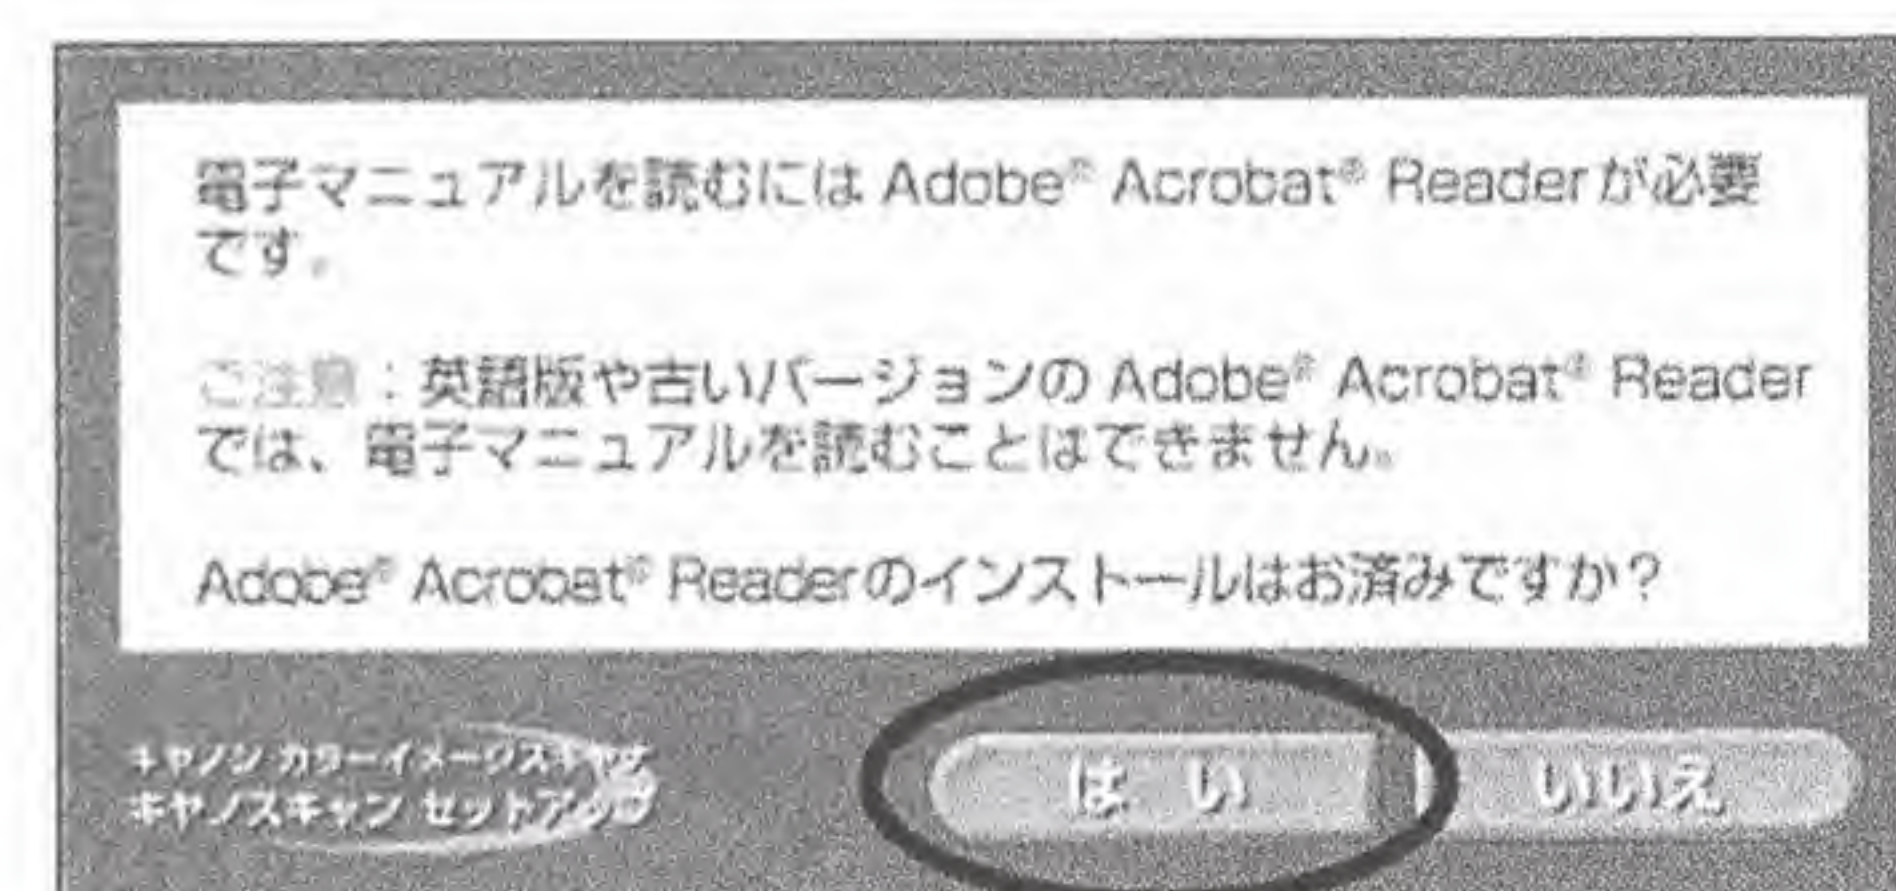 電子マニュアルを読むには Adobe® Acrobat® Readerが必要
です。
ご注意：英語版や古いバージョンの Adobe® Acrobat® Reader
では、電子マニュアルを読むことはできません。
Adobe® Acrobat® Readerのインストールはお済みですか？
キヤノン カラーイメージスキャナ
キヤノスキャン セットアップ
は い
いいえ